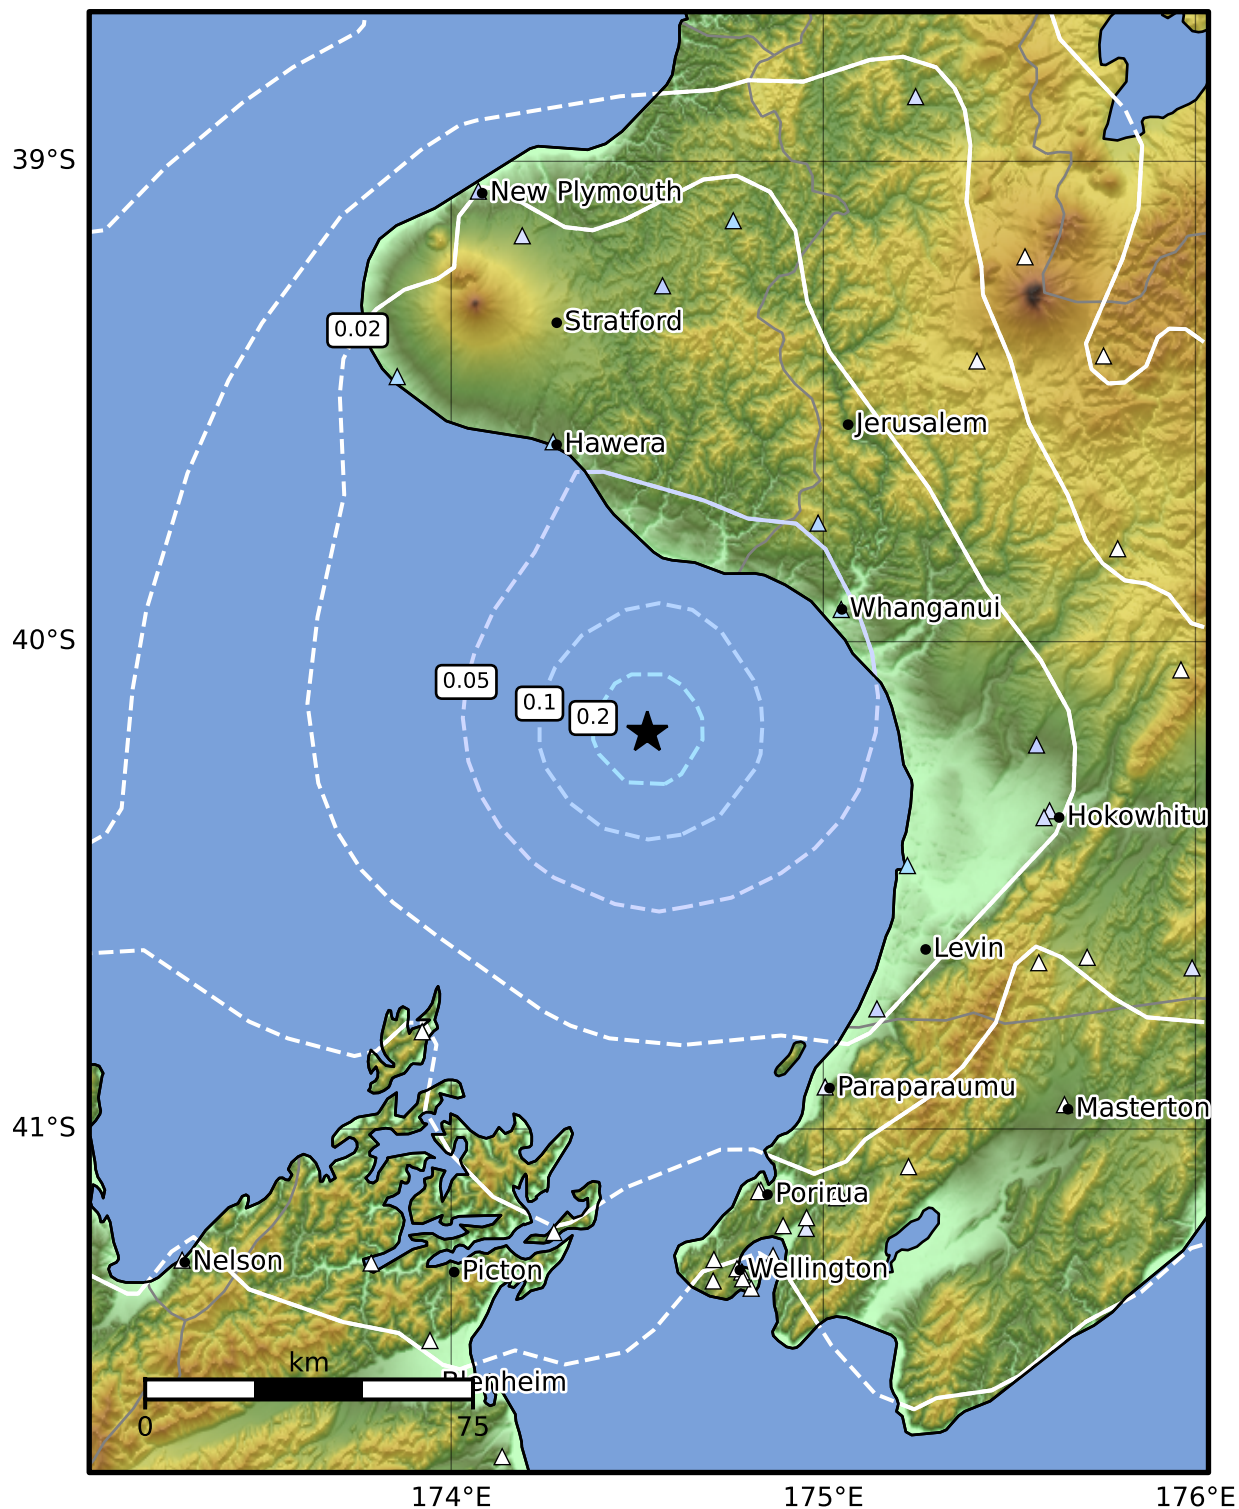 39°S
New Plymouth
Stratford
0.02
Jerusalem
Hawera
Whanganui
40°S
0.05
0.1
0.2
Hokowhitu
Levin
Paraparaumu
Masterton
41°S
Porirua
Nelson
Picton
Wellington
km
Blenheim
0
75
174°E
175°E
176°E